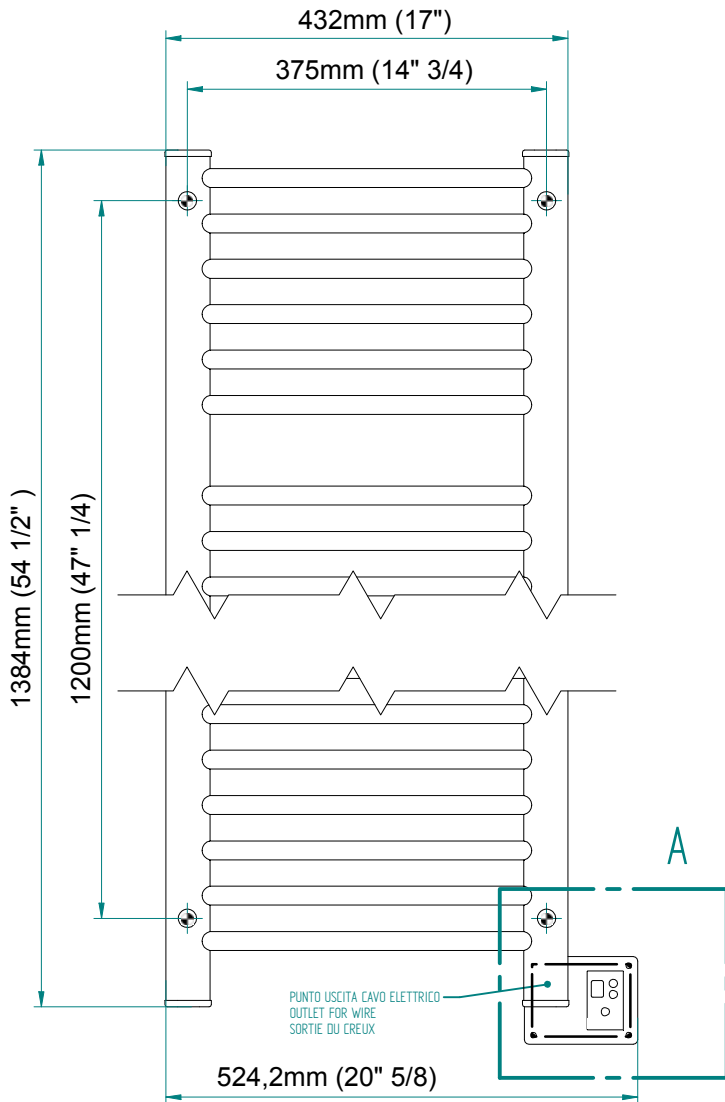 432mm (17")
375mm (14" 3/4)
1384mm (54 1/2" )
1200mm (47" 1/4)
A
PUNTO USCITA CAVO ELETTRICO
OUTLET FOR WIRE
SORTIE DU CREUX
524,2mm (20" 5/8)